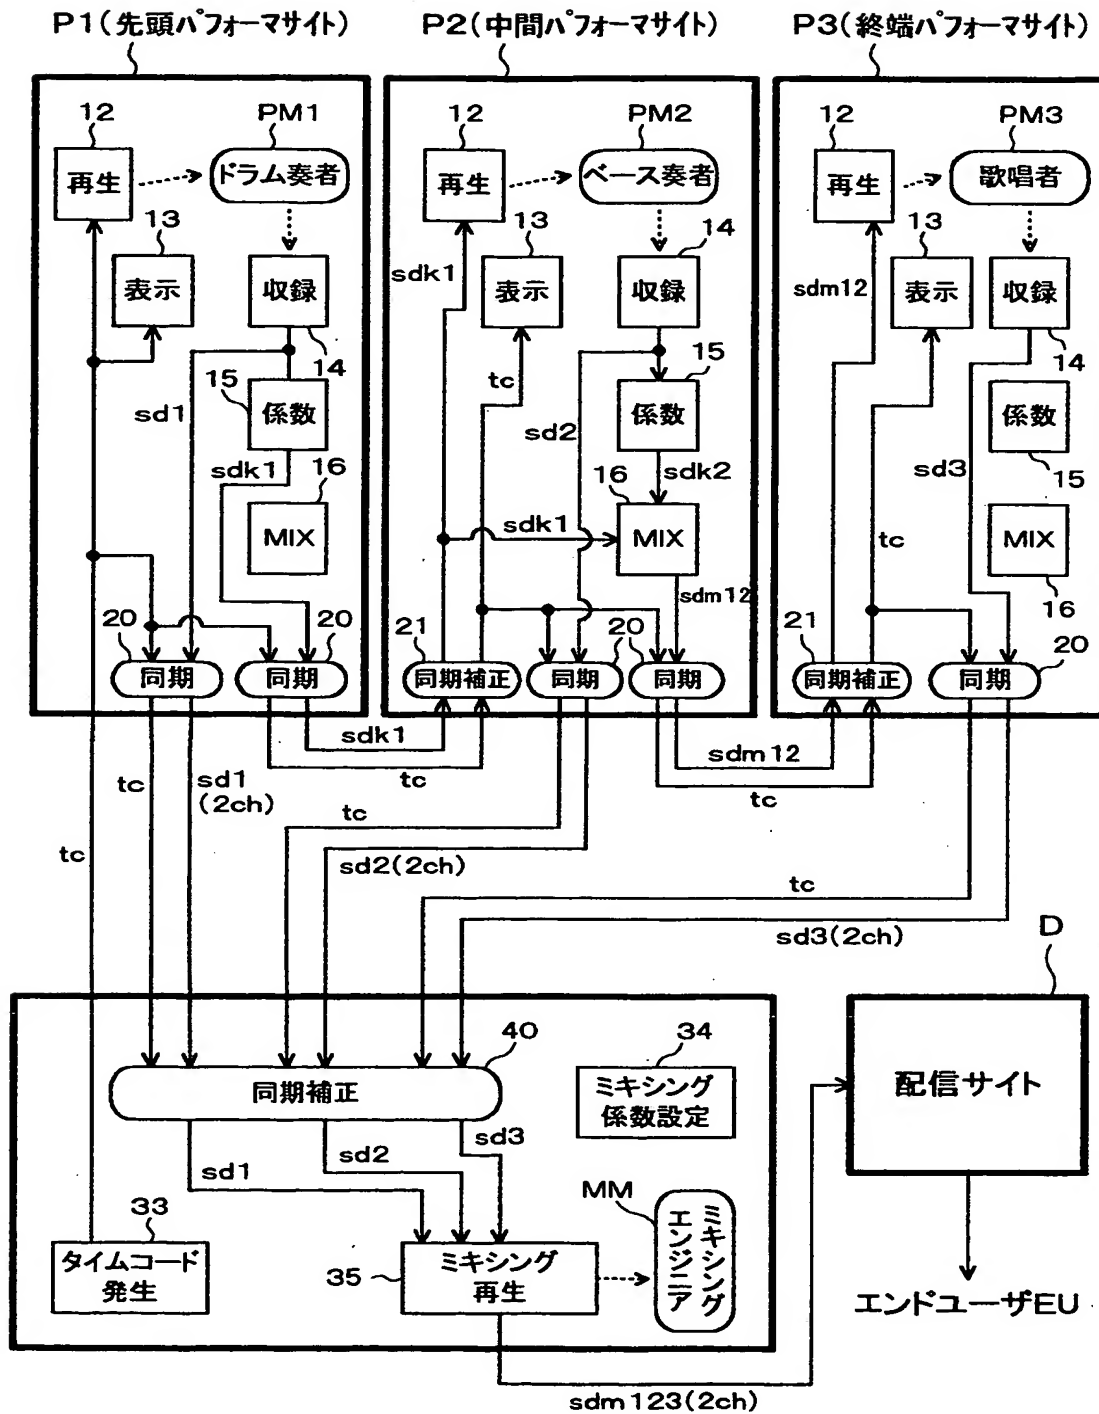 P1(先頭パフォーマサイト)
P2(中間パフォーマサイト)
P3(終端パフォーマサイト)
12
PM1
再生
ドラム奏者
13
表示
収録
14
15
係数
sd1
sdk1
16
MIX
20
20
同期
同期
12
PM2
再生
ベース奏者
13
14
sdk1
表示
収録
15
tc
係数
sd2
sdk2
16
sdk1
MIX
sdm12
21
20
20
同期補正
同期
同期
12
PM3
再生
歌唱者
13
sdm12
表示
収録
14
係数
sd3
15
tc
MIX
16
21
20
同期補正
同期
sdk1
tc
sdm12
tc
tc
sd1
(2ch)
tc
tc
sd2(2ch)
tc
sd3(2ch)
D
40
34
同期補正
ミキシング
係数設定
配信サイト
sd1
sd2
sd3
MM
33
タイムコード
発生
35
ミキシング
再生
ミキシング
エンジニア
エンドユーザEU
sdm123(2ch)